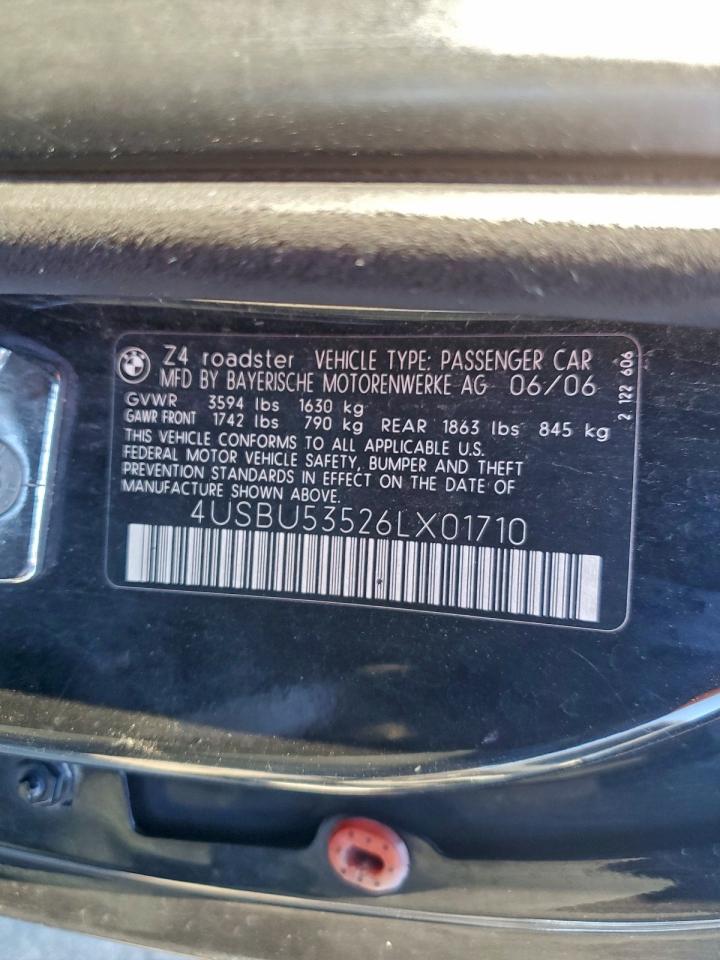 Z4 roadster VEHICLE TYPE: PASSENGER CAR
MFD BY BAYERISCHE MOTORENWERKE AG 06/06
GVWR 3594 lbs 1630 kg
GAWR FRONT 1742 lbs 790 kg REAR 1863 lbs 845 kg
THIS VEHICLE CONFORMS TO ALL APPLICABLE U.S.
FEDERAL MOTOR VEHICLE SAFETY, BUMPER AND THEFT
PREVENTION STANDARDS IN EFFECT ON THE DATE OF
MANUFACTURE SHOWN ABOVE.
4USBU53526LX01710
2 122 606